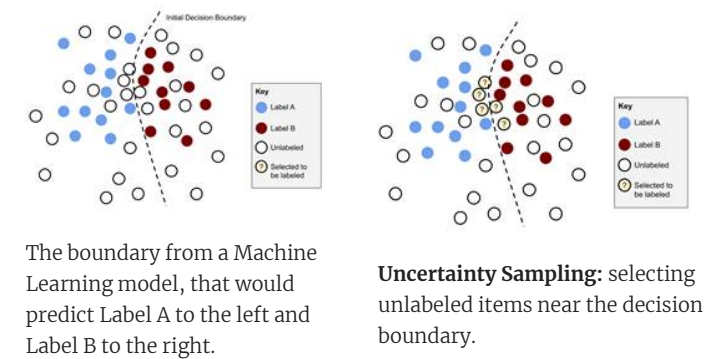 Initial Decision Boundary
Key
Label A
Label B
Unlabeled
? Selected to
be labeled
The boundary from a Machine
Learning model, that would
predict Label A to the left and
Label B to the right.
?
?
?
?
?
Key
Label A
Label B
Unlabeled
? Selected to
be labeled
Uncertainty Sampling: selecting
unlabeled items near the decision
boundary.